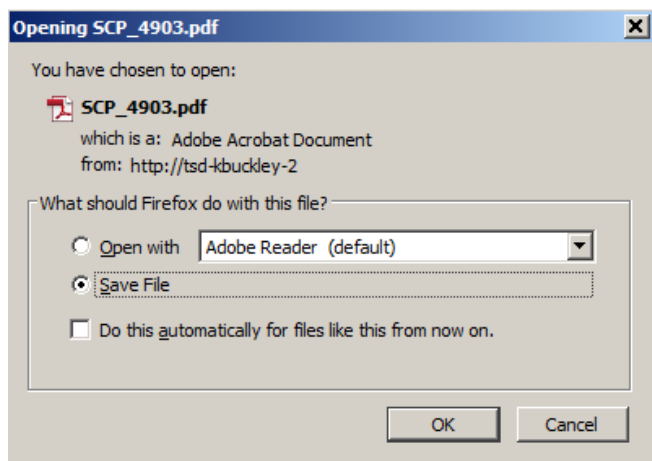 Opening SCP_4903.pdf
You have chosen to open:
SCP_4903.pdf
which is a: Adobe Acrobat Document
from: http://tsd-kbuckley-2
What should Firefox do with this file?
Open with Adobe Reader (default)
Save File
Do this automatically for files like this from now on.
OK Cancel